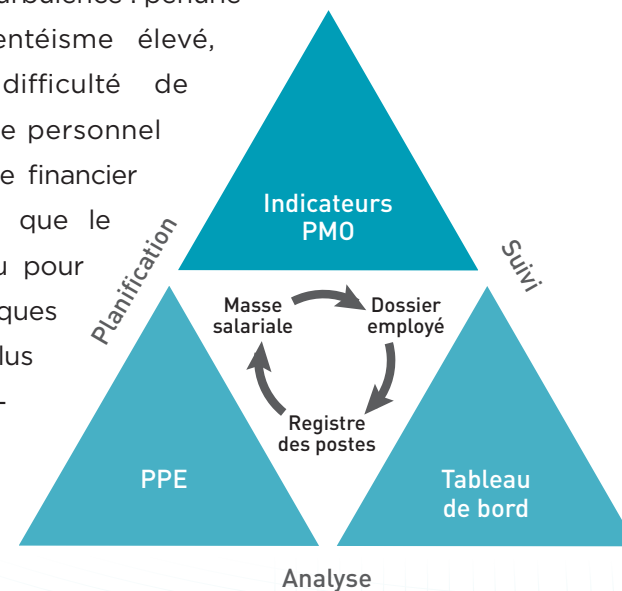 entéisme élevé,
difficulté de
e personnel
e financier
que le
u pour
ques
lus
-
Indicateurs
PMO
Planification
Suivi
Masse
salariale
Dossier
employé
Registre
des postes
PPE
Tableau
de bord
Analyse